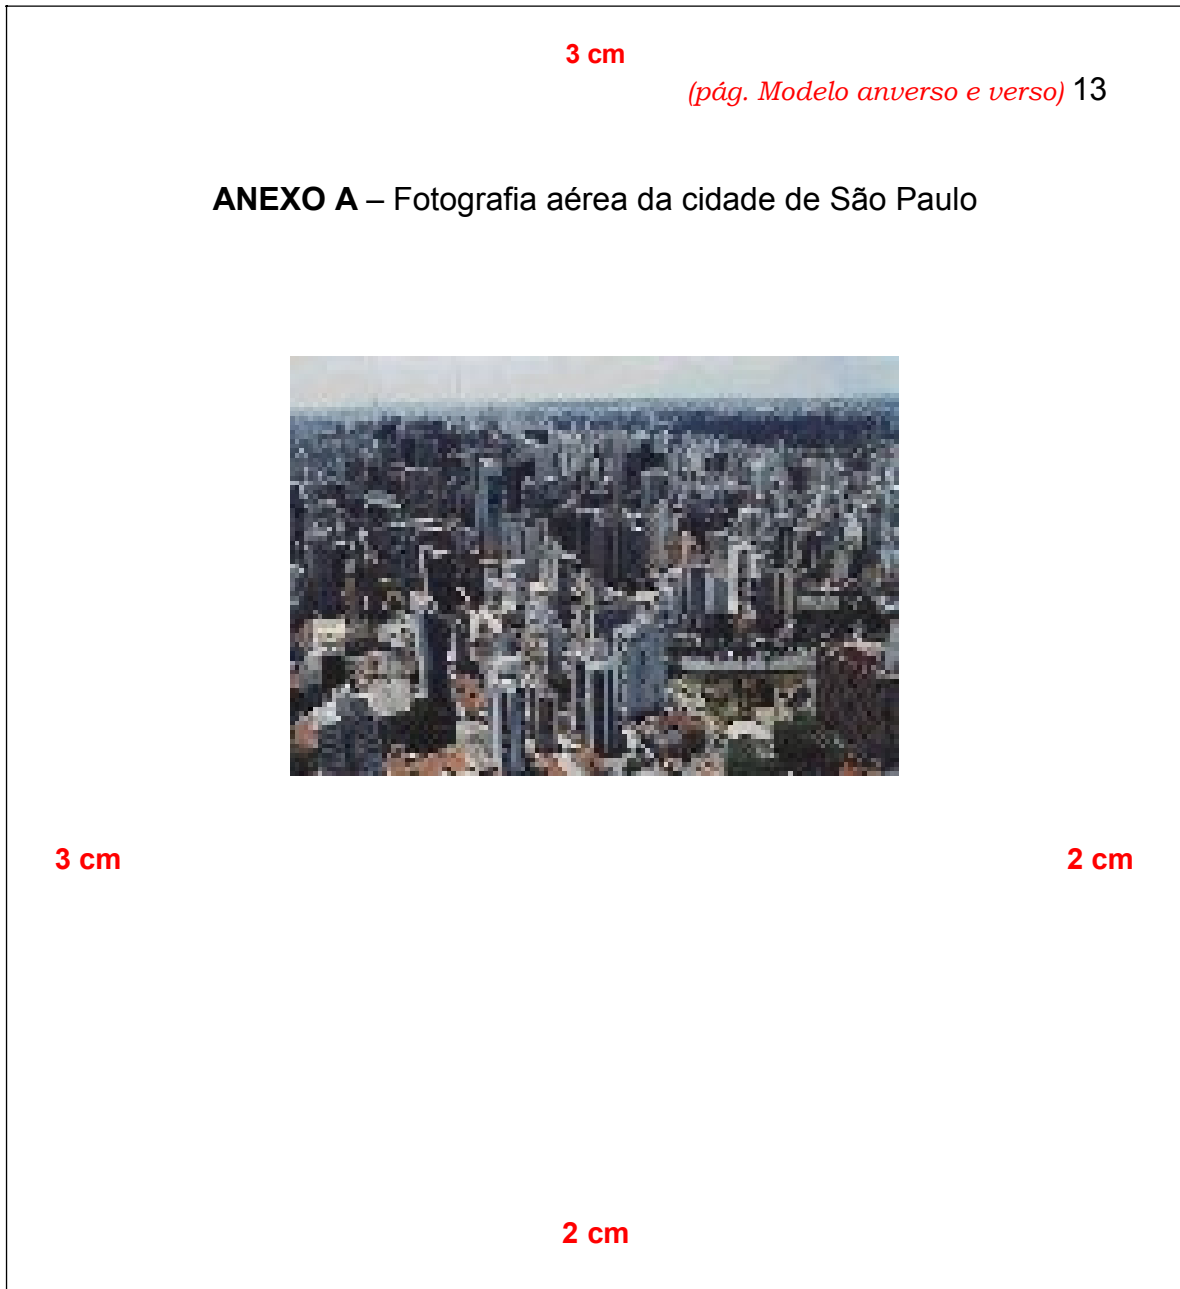 3 cm
(pág. Modelo anverso e verso) 13
ANEXO A – Fotografia aérea da cidade de São Paulo
3 cm
2 cm
2 cm